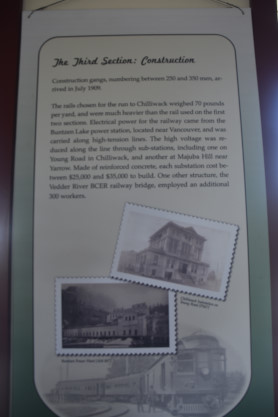 The Third Section: Construction
Construction gangs, numbering between 250 and 350 men, ar-
rived in July 1909.
The rails chosen for the run to Chilliwack weighed 70 pounds
per yard, and were much heavier than the rail used on the first
two sections. Electrical power for the railway came from the
Buntzen Lake power station, located near Vancouver, and was
carried along high-tension lines. The high voltage was re-
duced along the line through sub-stations, including one on
Young Road in Chilliwack, and another at Majuba Hill near
Yarrow. Made of reinforced concrete, each substation cost be-
tween $25,000 and $35,000 to build. One other structure, the
Vedder River BCER railway bridge, employed an additional
300 workers.
Chilliwack Substation on